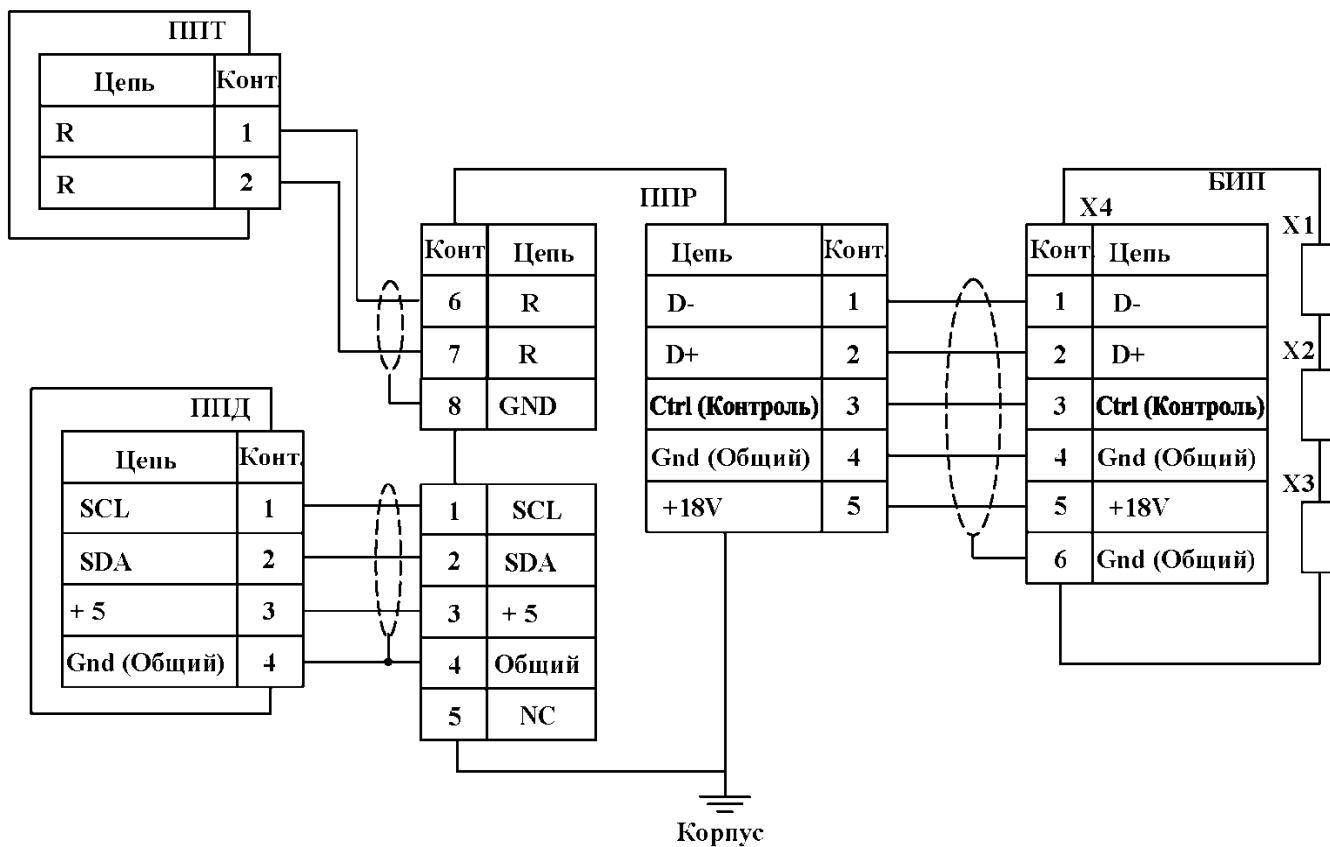 ППТ
Цепь Конт.
R 1
R 2
ППР
Конт Цепь
6 R
7 R
8 GND
1 SCL
2 SDA
3 + 5
4 Общий
5 NC
Цепь Конт.
D- 1
D+ 2
Ctrl (Контроль) 3
Gnd (Общий) 4
+18V 5
БИП
X4
Конт. Цепь
1 D-
2 D+
3 Ctrl (Контроль)
4 Gnd (Общий)
5 +18V
6 Gnd (Общий)
X1
X2
X3
ППД
Цепь Конт.
SCL 1
SDA 2
+ 5 3
Gnd (Общий) 4
Корпус